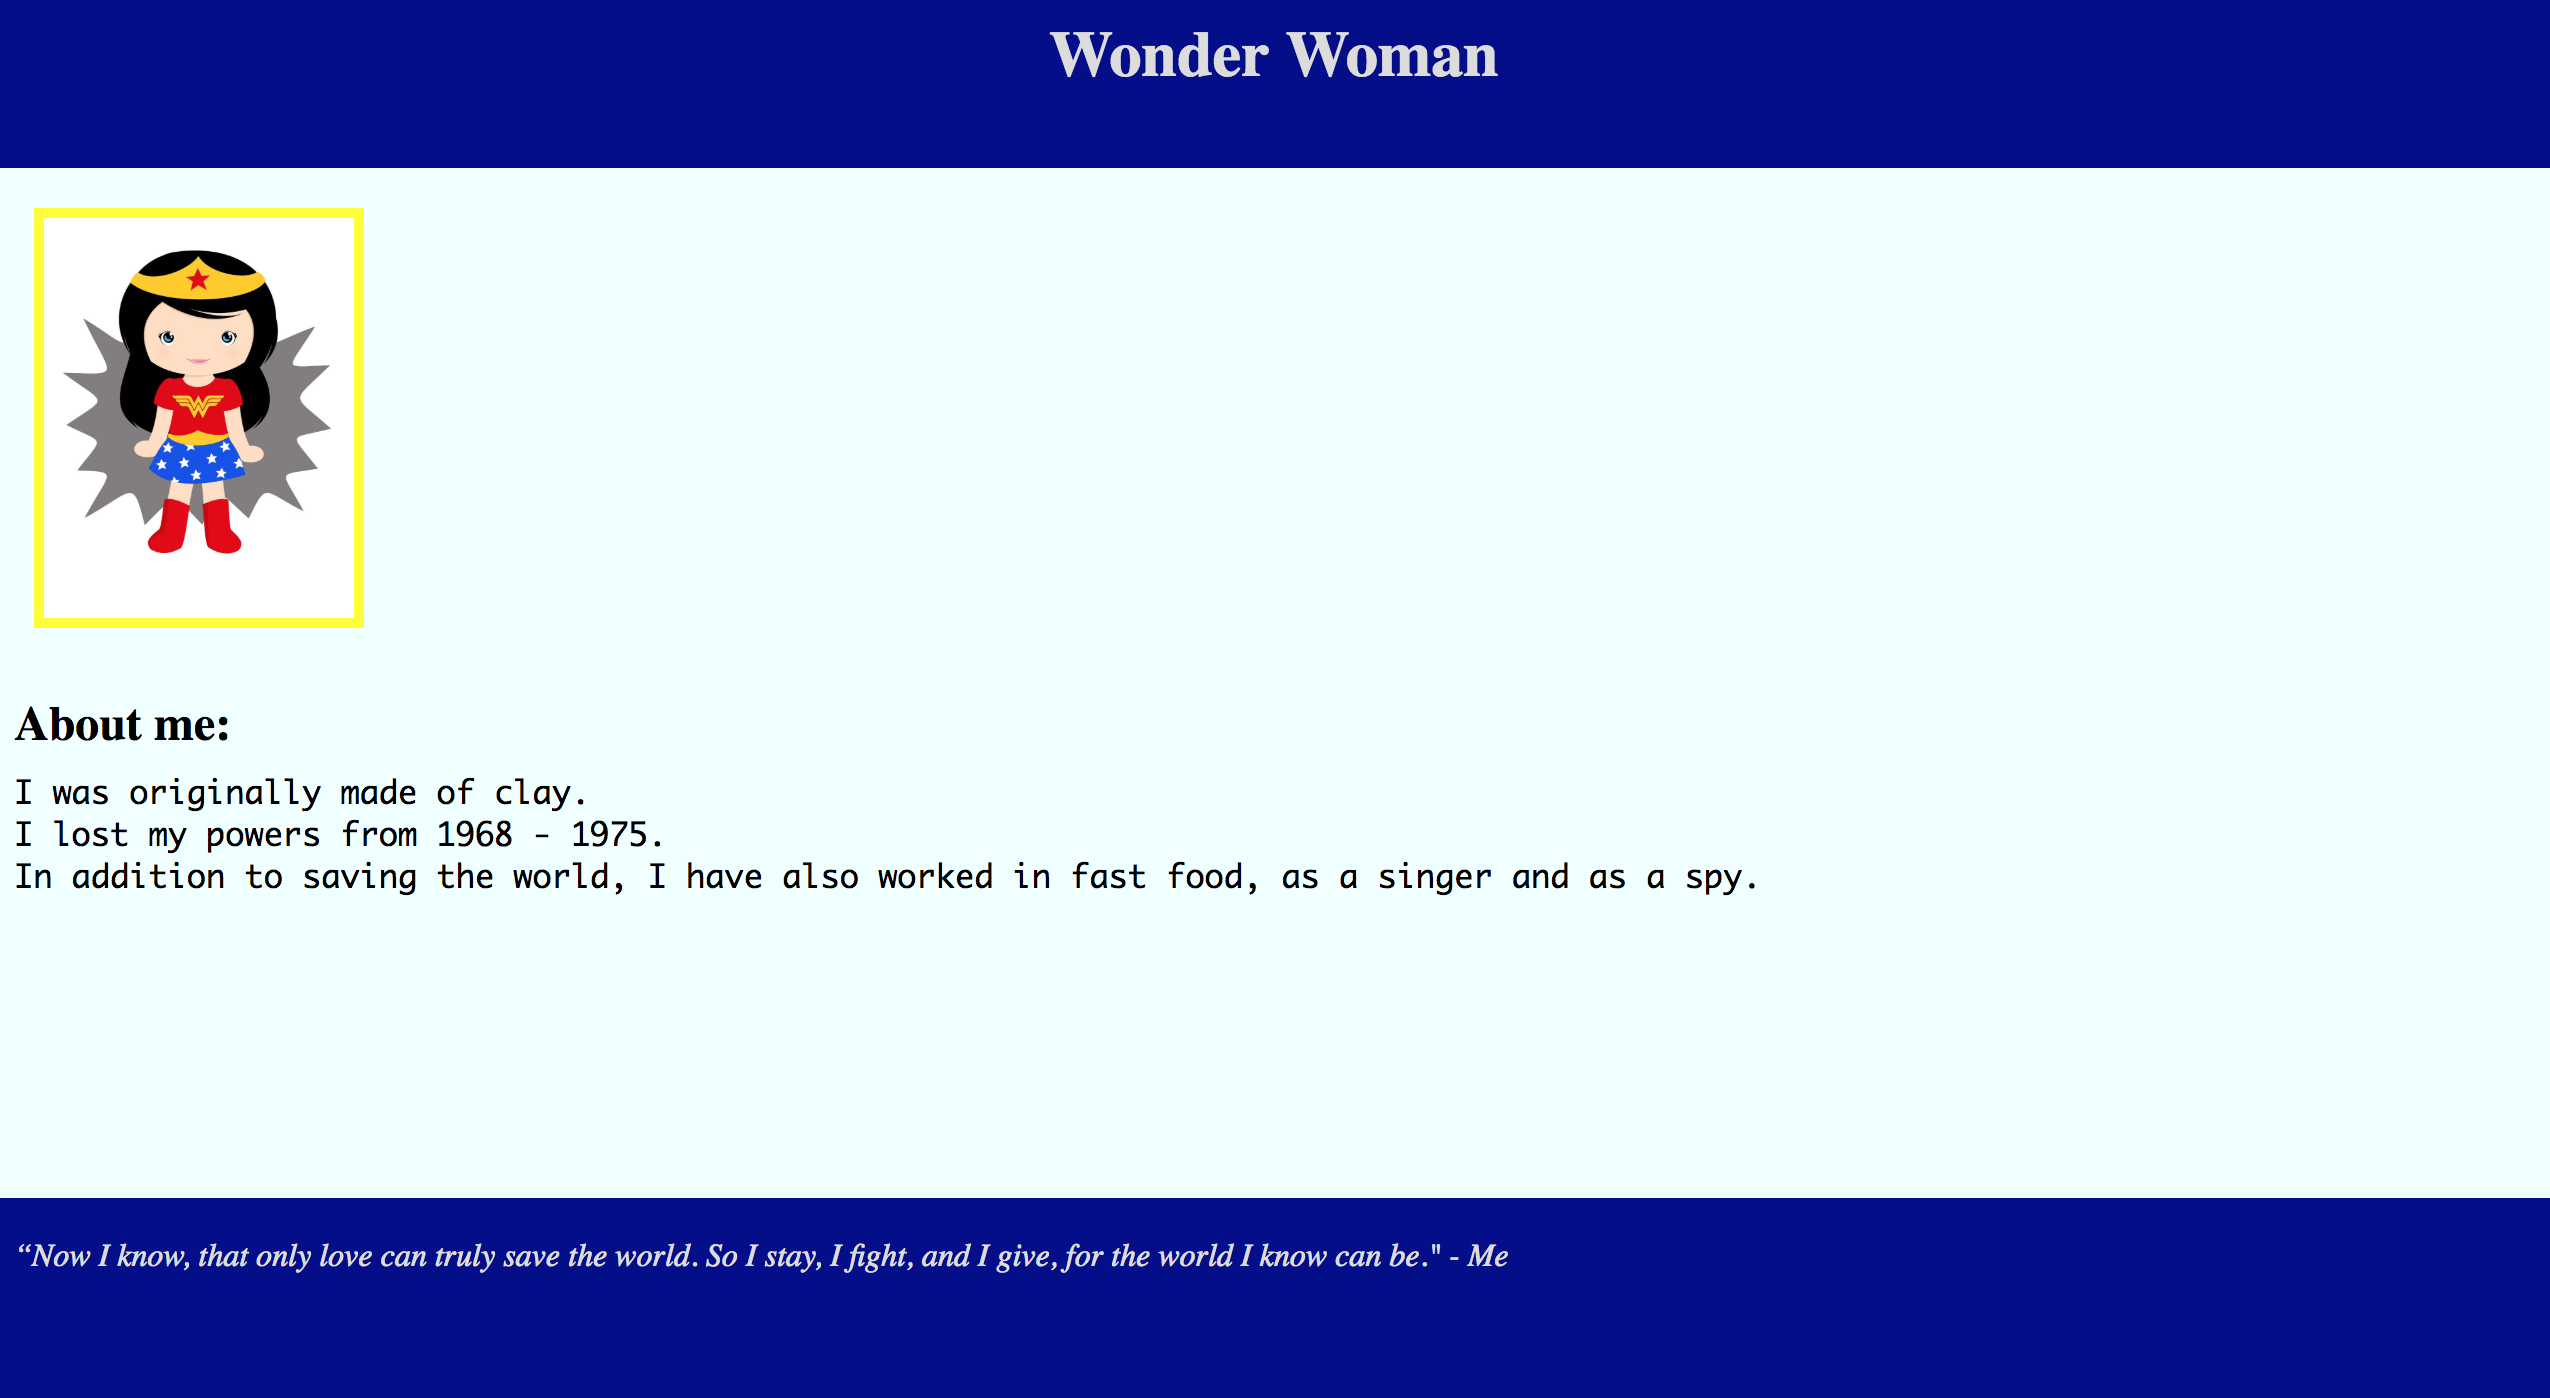 Wonder Woman
About me:
I was originally made of clay.
I lost my powers from 1968 - 1975.
In addition to saving the world, I have also worked in fast food, as a singer and as a spy.
“Now I know, that only love can truly save the world. So I stay, I fight, and I give, for the world I know can be." - Me